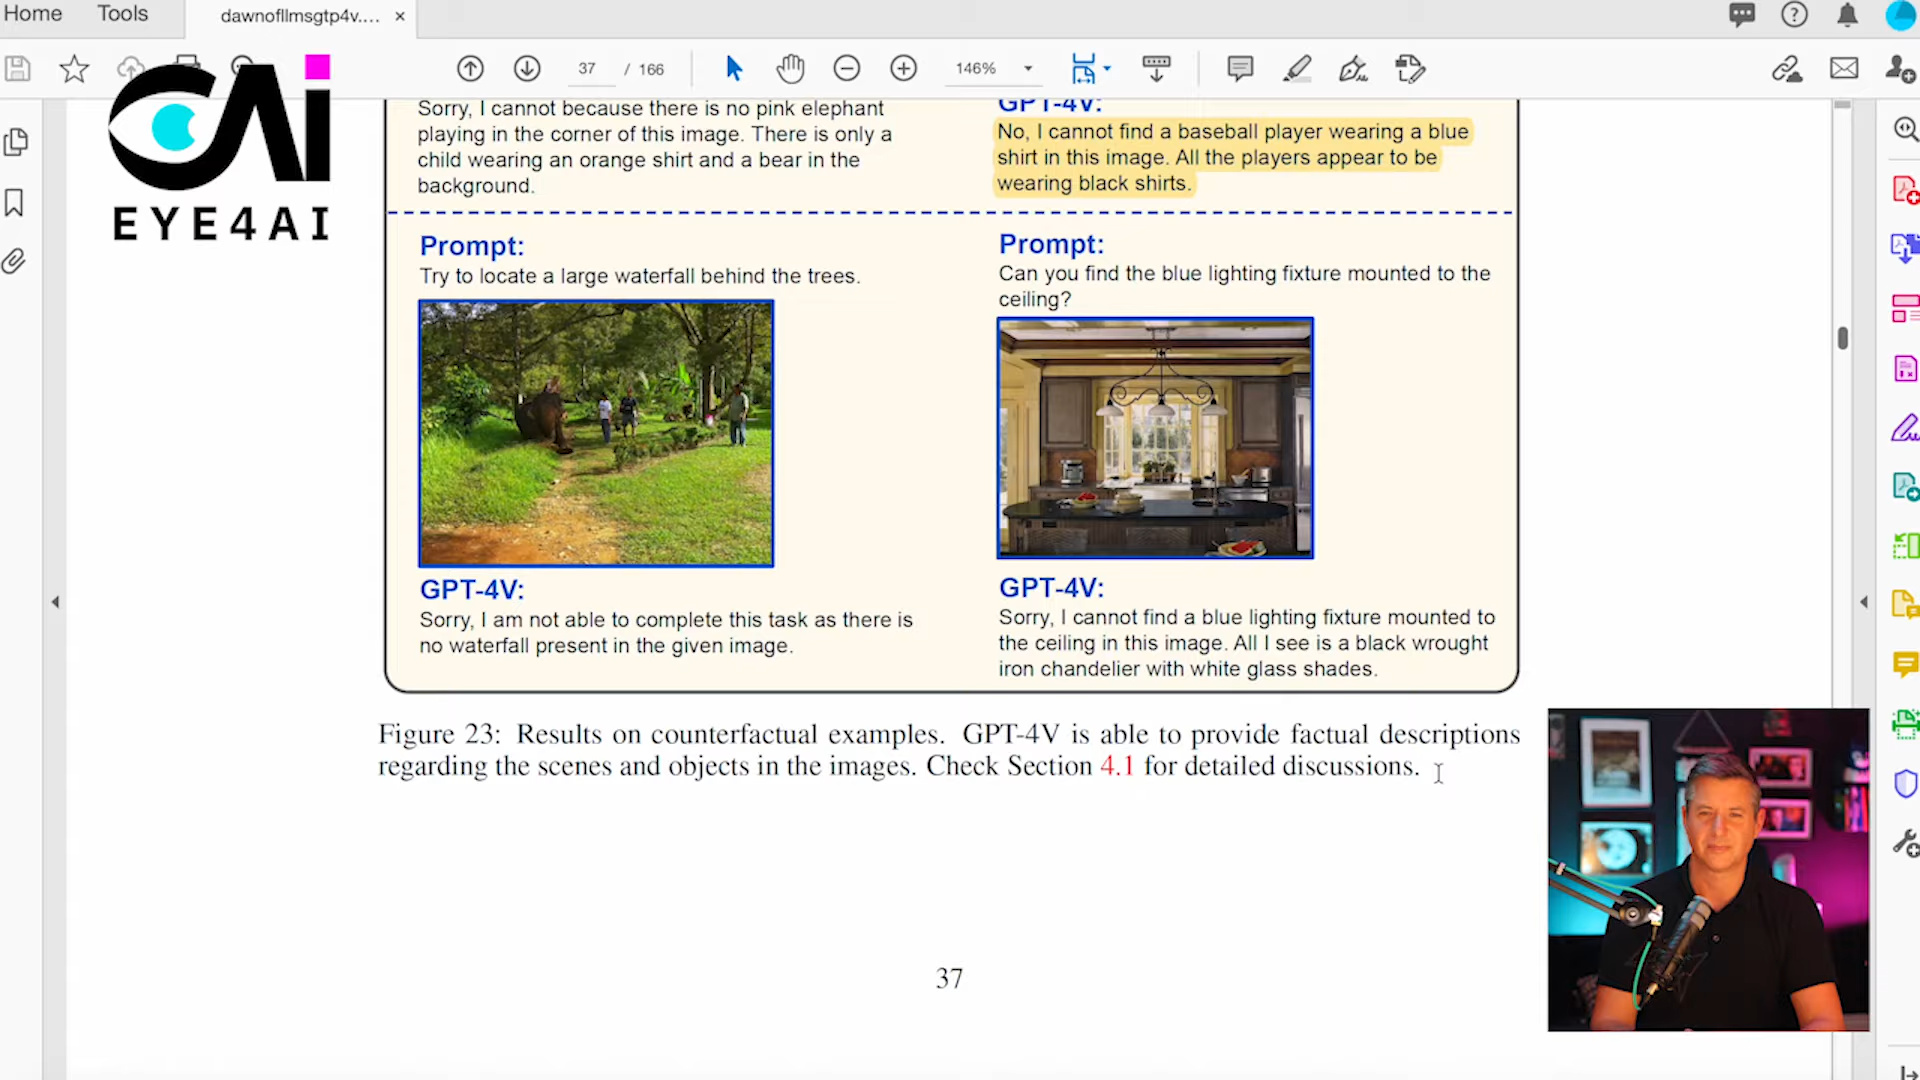 Home
Tools
dawnofllmsgtp4v.... ×
37 / 166
146%
CAi
EYE4AI
Sorry, I cannot because there is no pink elephant
playing in the corner of this image. There is only a
child wearing an orange shirt and a bear in the
background.
GPT-4V:
No, I cannot find a baseball player wearing a blue
shirt in this image. All the players appear to be
wearing black shirts.
Prompt:
Try to locate a large waterfall behind the trees.
GPT-4V:
Sorry, I am not able to complete this task as there is
no waterfall present in the given image.
Prompt:
Can you find the blue lighting fixture mounted to the
ceiling?
GPT-4V:
Sorry, I cannot find a blue lighting fixture mounted to
the ceiling in this image. All I see is a black wrought
iron chandelier with white glass shades.
Figure 23: Results on counterfactual examples. GPT-4V is able to provide factual descriptions
regarding the scenes and objects in the images. Check Section 4.1 for detailed discussions.
37